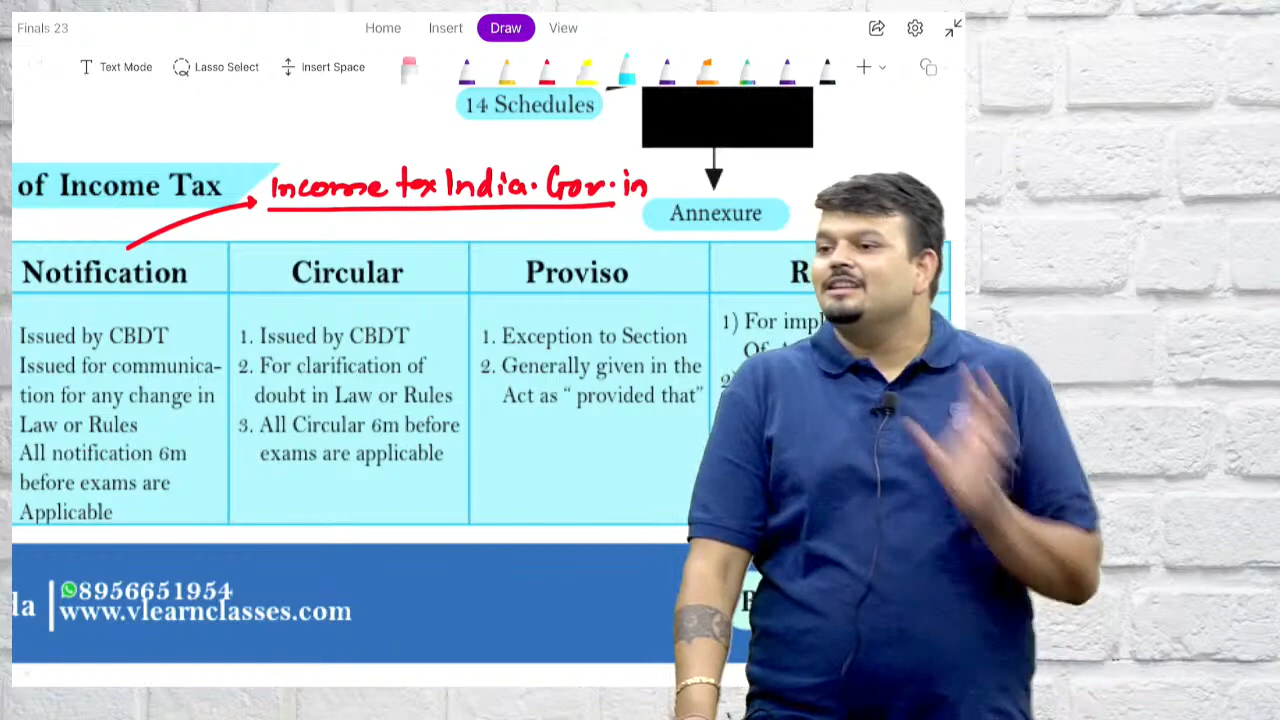 Finals 23
Home Insert Draw View
Text Mode Lasso Select Insert Space
14 Schedules
of Income Tax
Income tax India.Gov.in
Annexure
Notification
Issued by CBDT
Issued for communica-
tion for any change in
Law or Rules
All notification 6m
before exams are
Applicable
Circular
1. Issued by CBDT
2. For clarification of
doubt in Law or Rules
3. All Circular 6m before
exams are applicable
Proviso
1. Exception to Section
2. Generally given in the
Act as “ provided that”
1) For
2)
8956651954
www.vlearnclasses.com